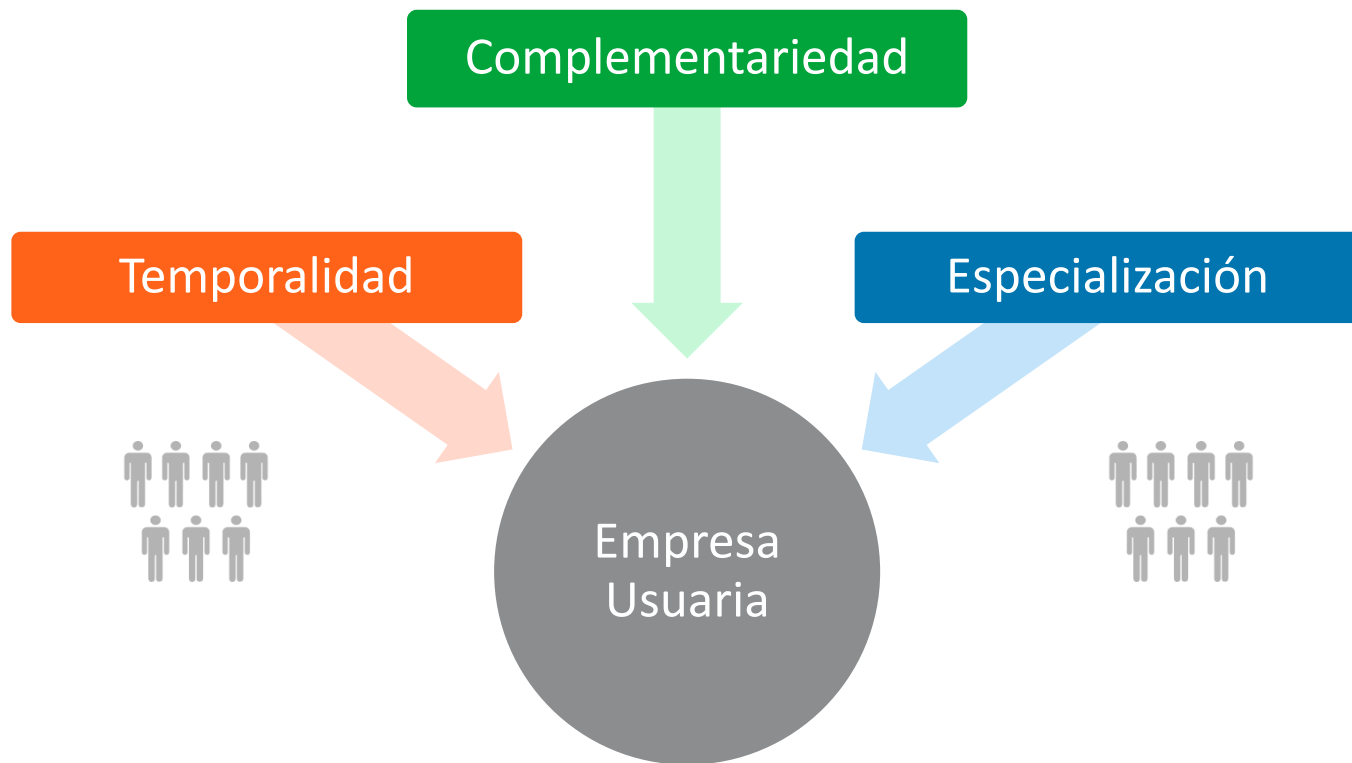 Complementariedad
Temporalidad
Especialización
Empresa
Usuaria